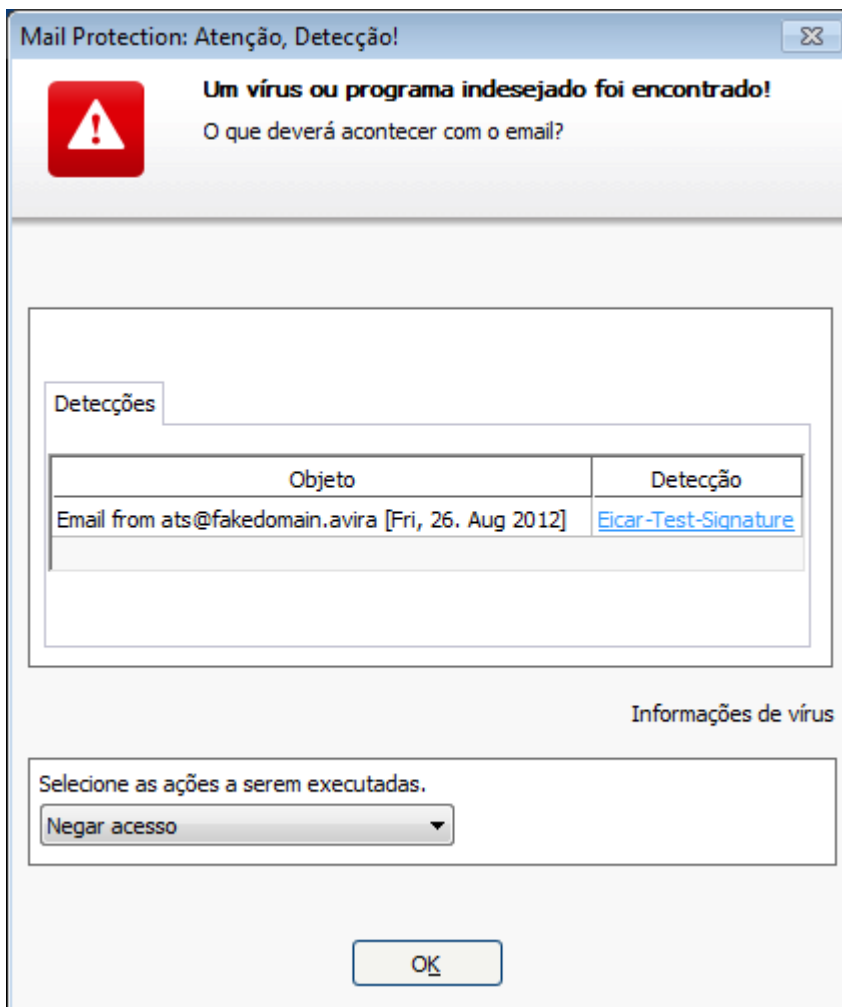 Mail Protection: Atenção, Detecção!
Um vírus ou programa indesejado foi encontrado!
O que deverá acontecer com o email?
Detecções
Objeto Detecção
Email from ats@fakedomain.avira [Fri, 26. Aug 2012] Eicar-Test-Signature
Informações de vírus
Selecione as ações a serem executadas.
Negar acesso
OK